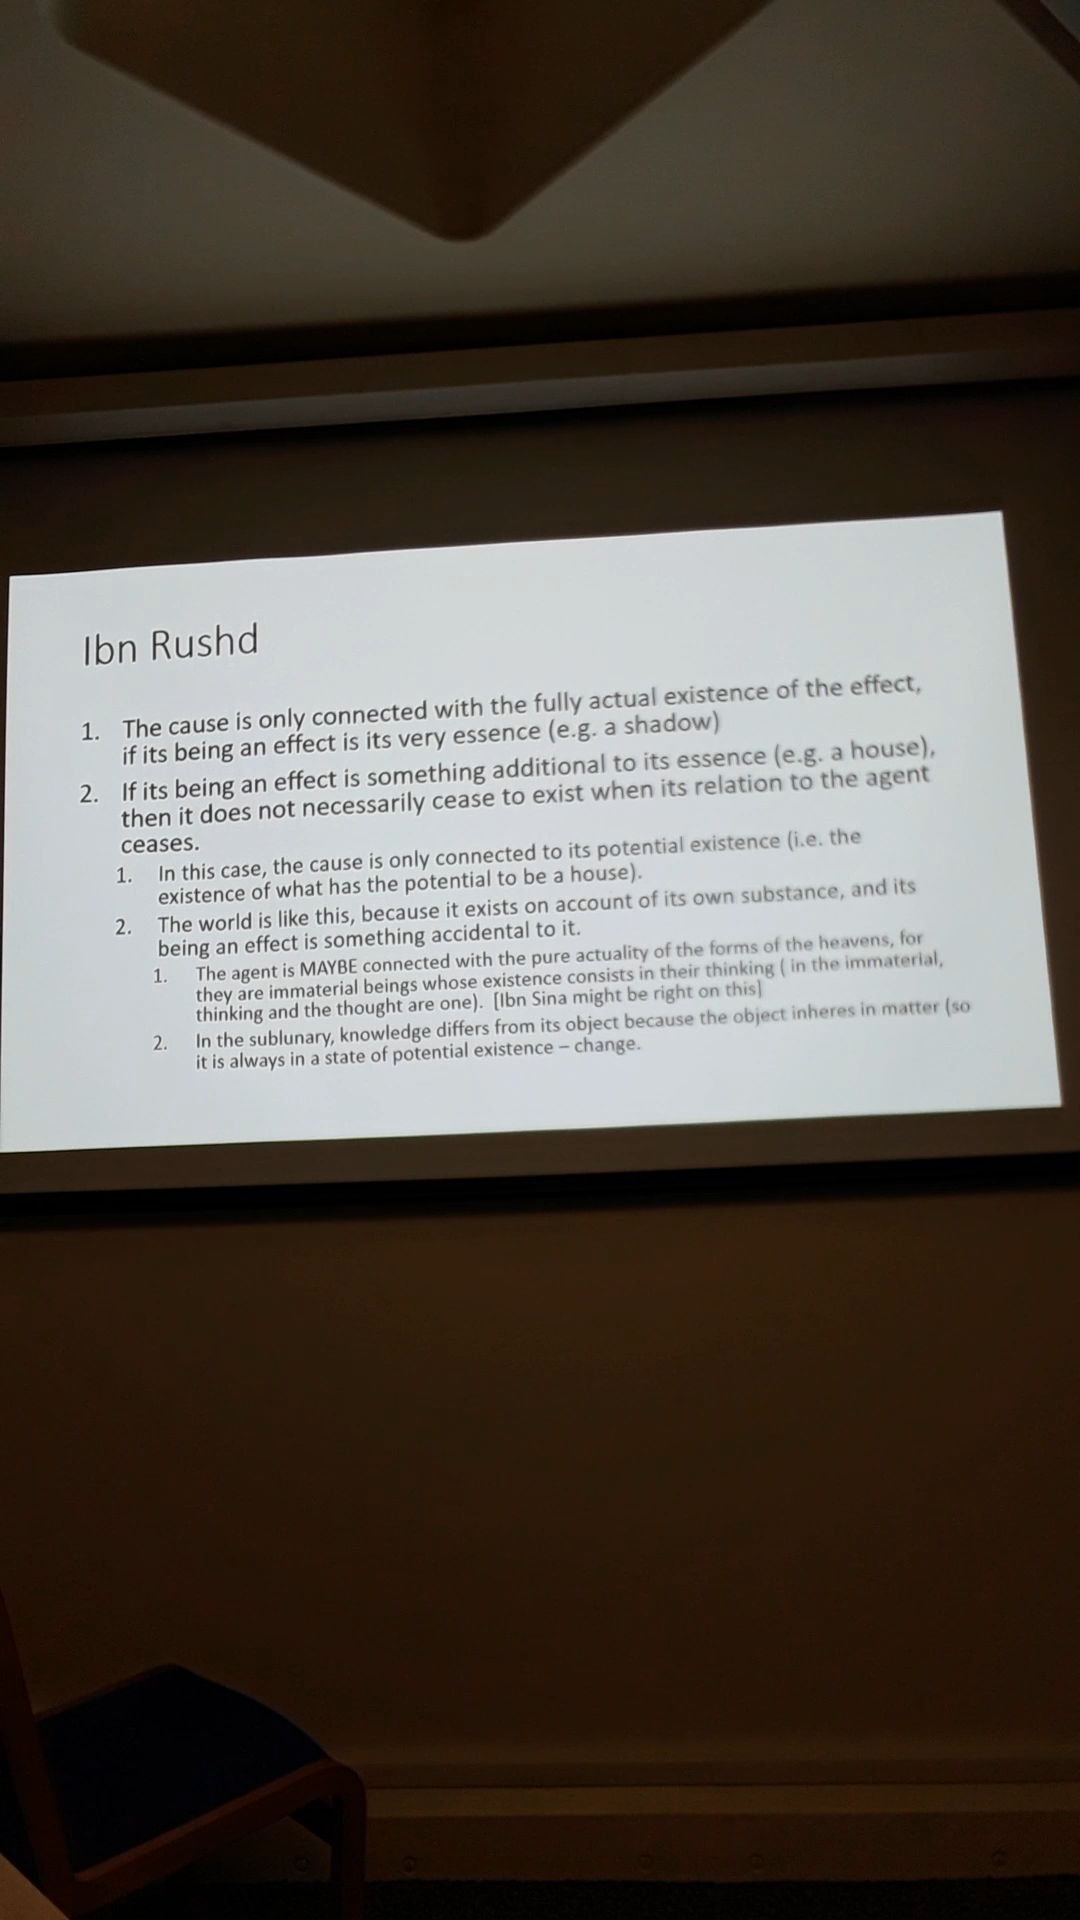 Ibn Rushd
1. The cause is only connected with the fully actual existence of the effect,
if its being an effect is its very essence (e.g. a shadow)
2. If its being an effect is something additional to its essence (e.g. a house),
then it does not necessarily cease to exist when its relation to the agent
ceases.
1. In this case, the cause is only connected to its potential existence (i.e. the
existence of what has the potential to be a house).
2. The world is like this, because it exists on account of its own substance, and its
being an effect is something accidental to it.
1. The agent is MAYBE connected with the pure actuality of the forms of the heavens, for
they are immaterial beings whose existence consists in their thinking ( in the immaterial,
thinking and the thought are one). [Ibn Sina might be right on this]
2. In the sublunary, knowledge differs from its object because the object inheres in matter (so
it is always in a state of potential existence – change.